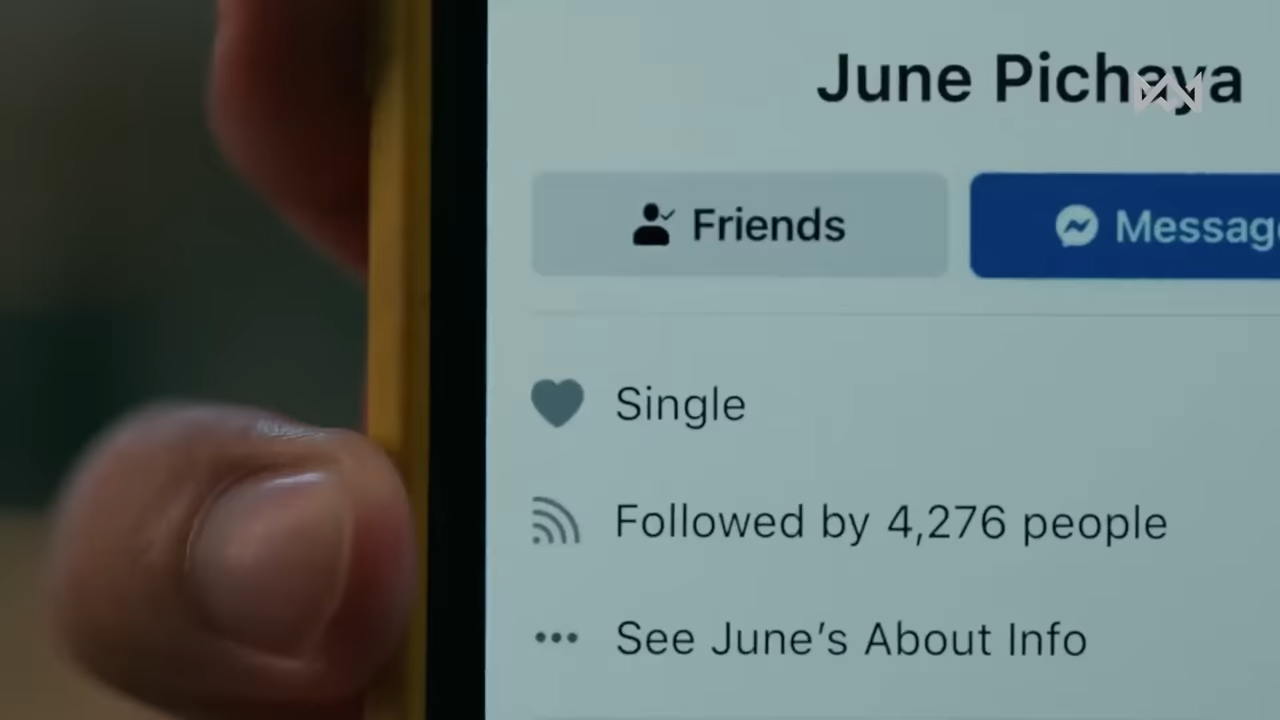 June Pichaya
Friends
Messag
Single
Followed by 4,276 people
See June’s About Info